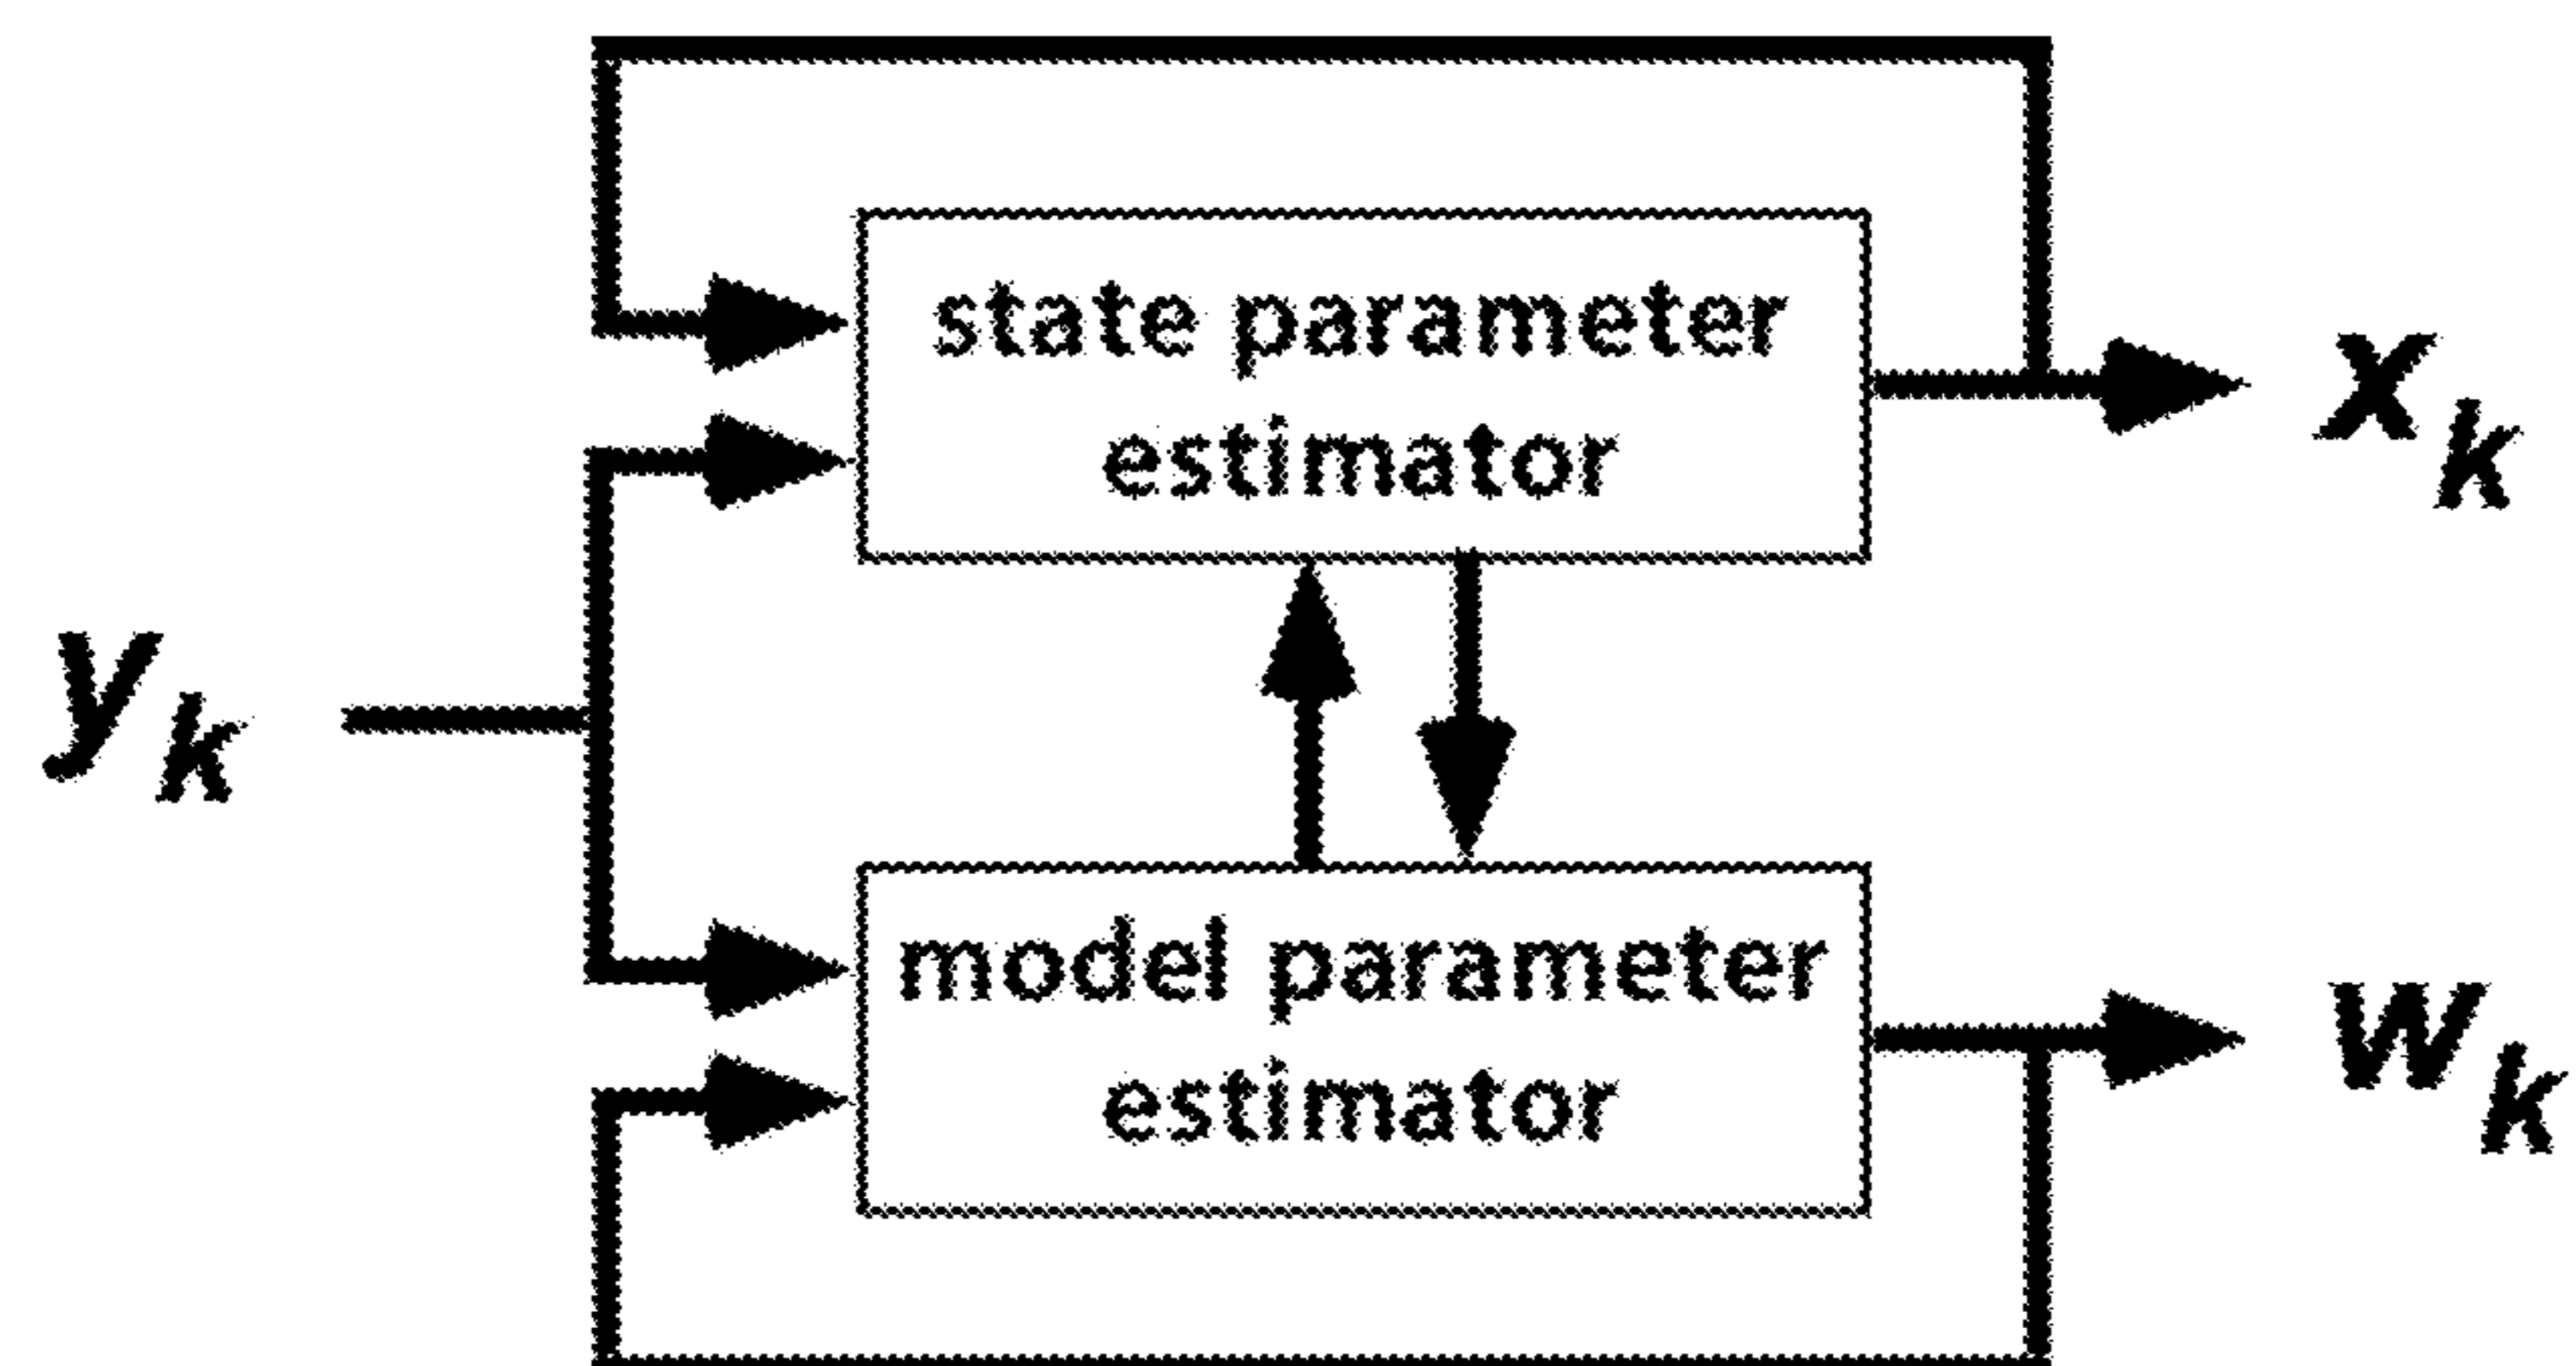 state parameter
estimator
x_k
y_k
model parameter
estimator
w_k